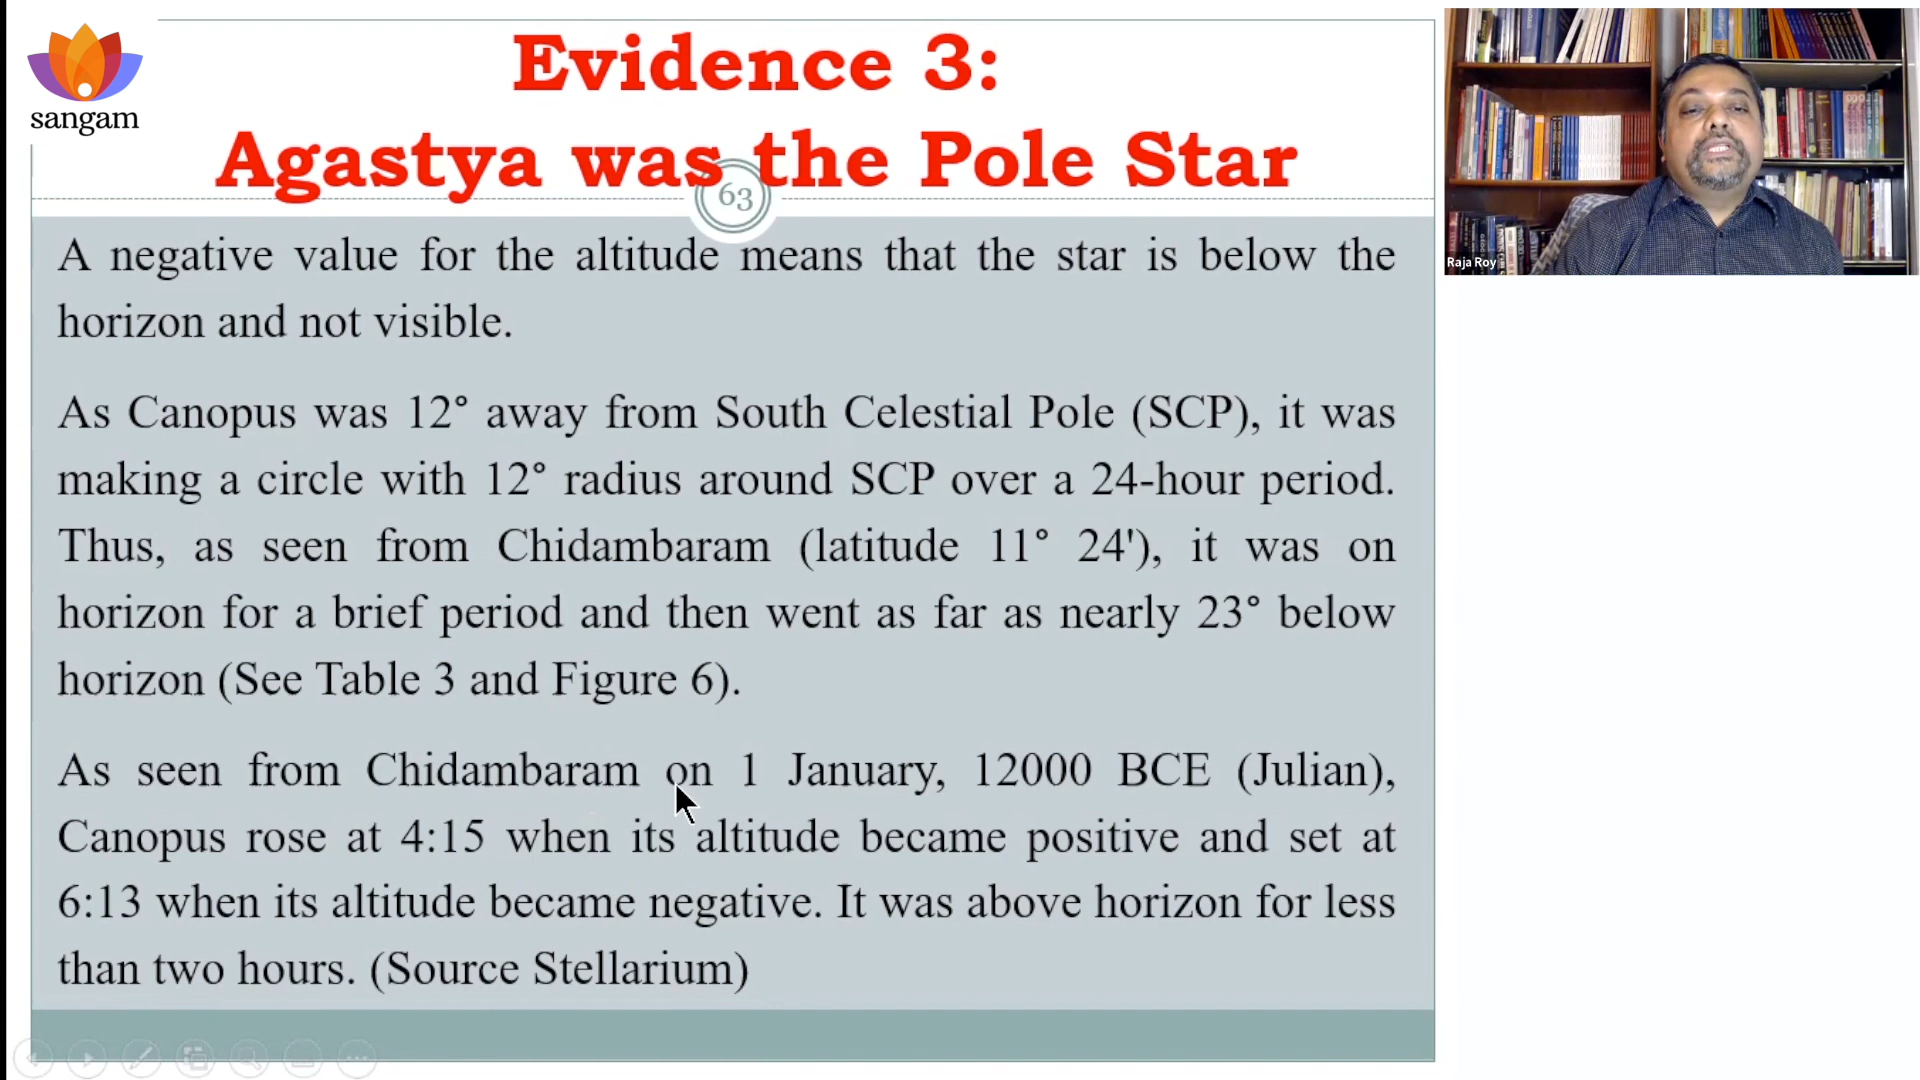 sangam
Evidence 3:
Agastya was the Pole Star
63
A negative value for the altitude means that the star is below the
horizon and not visible.
As Canopus was 12° away from South Celestial Pole (SCP), it was
making a circle with 12° radius around SCP over a 24-hour period.
Thus, as seen from Chidambaram (latitude 11° 24'), it was on
horizon for a brief period and then went as far as nearly 23° below
horizon (See Table 3 and Figure 6).
As seen from Chidambaram on 1 January, 12000 BCE (Julian),
Canopus rose at 4:15 when its altitude became positive and set at
6:13 when its altitude became negative. It was above horizon for less
than two hours. (Source Stellarium)
Raja Roy